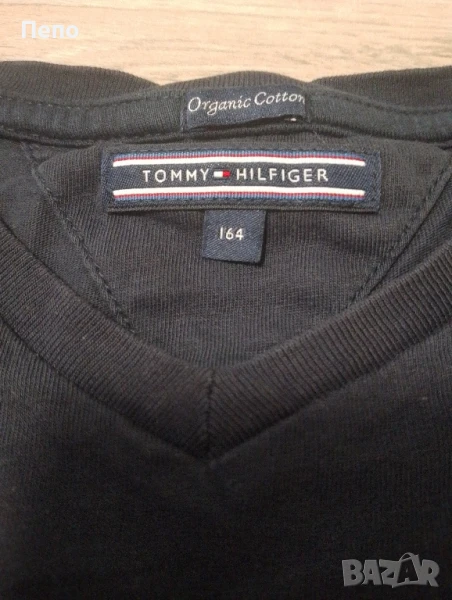 Пепо
Organic Cotton
TOMMY HILFIGER
164
BAZAR